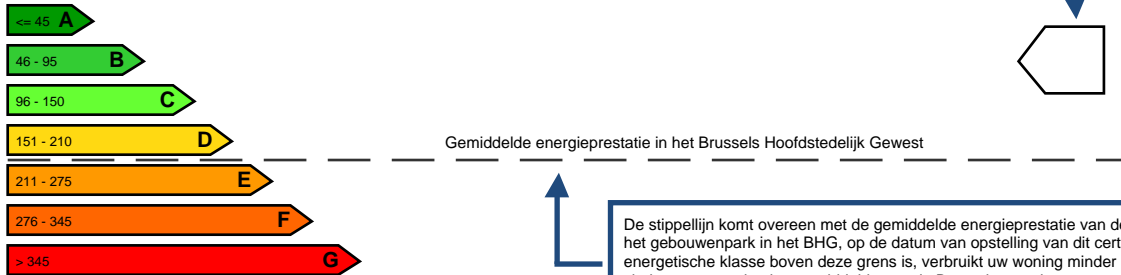 <= 45 A
46 - 95 B
96 - 150 C
151 - 210 D
Gemiddelde energieprestatie in het Brussels Hoofdstedelijk Gewest
211 - 275 E
276 - 345 F
> 345 G
De stippellijn komt overeen met de gemiddelde energieprestatie van de
het gebouwenpark in het BHG, op de datum van opstelling van dit cert
energetische klasse boven deze grens is, verbruikt uw woning minder